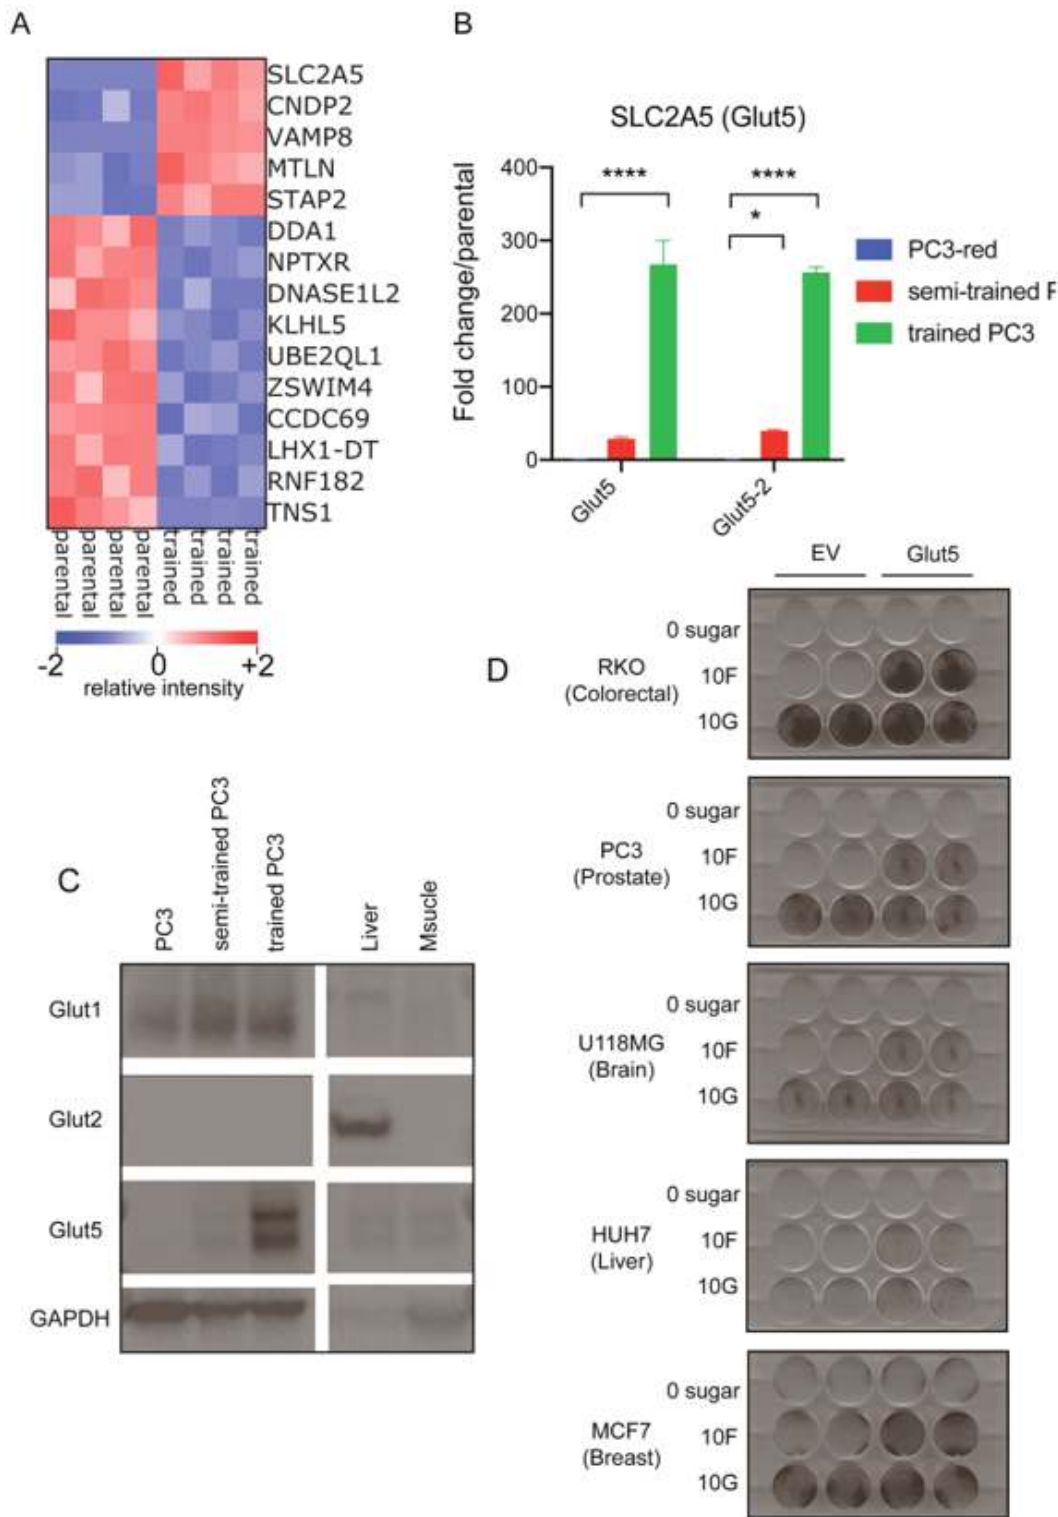 A
SLC2A5
CNDP2
VAMP8
MTLN
STAP2
DDA1
NPTXR
DNASE1L2
KLHL5
UBE2QL1
ZSWIM4
CCDC69
LHX1-DT
RNF182
TNS1
parental
parental
parental
parental
trained
trained
trained
trained
-2 0 +2
relative intensity
B
SLC2A5 (Glut5)
Fold change/parental
400
300
200
100
0
****
****
*
Glut5
Glut5-2
PC3-red
semi-trained F
trained PC3
C
PC3
semi-trained PC3
trained PC3
Liver
Msucle
Glut1
Glut2
Glut5
GAPDH
D
EV Glut5
RKO
(Colorectal)
0 sugar
10F
10G
PC3
(Prostate)
0 sugar
10F
10G
U118MG
(Brain)
0 sugar
10F
10G
HUH7
(Liver)
0 sugar
10F
10G
MCF7
(Breast)
0 sugar
10F
10G